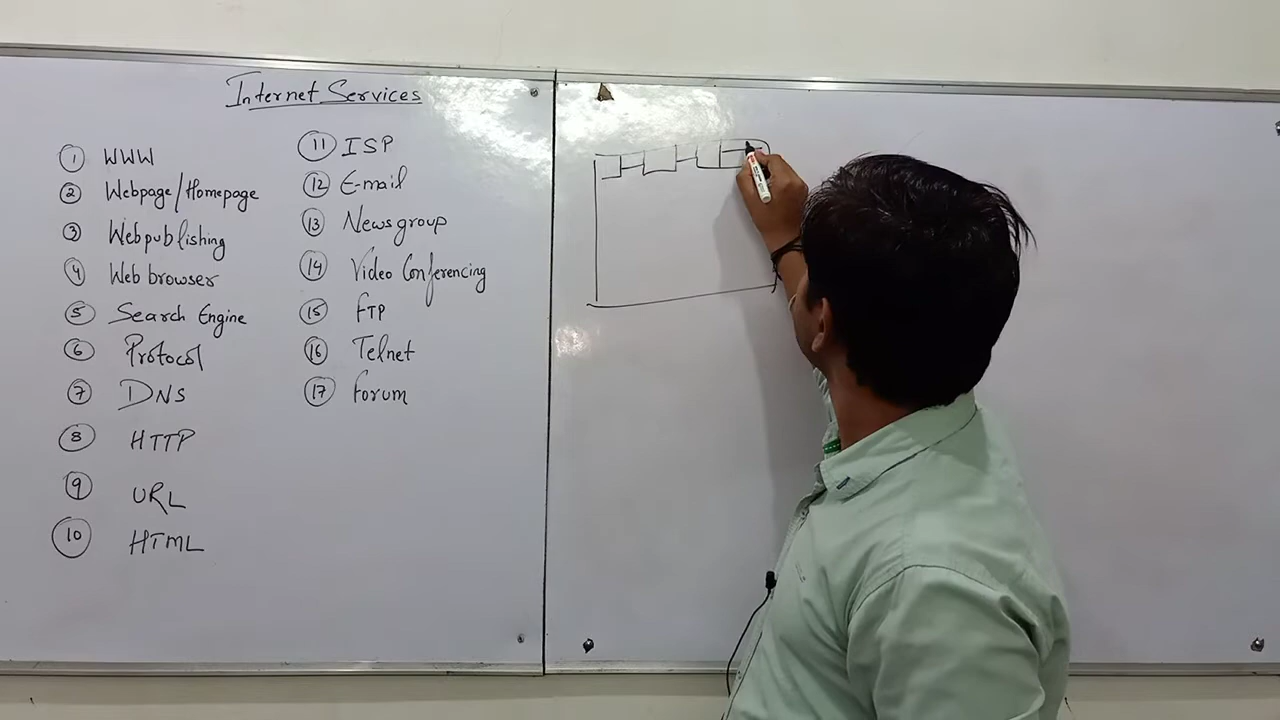 Internet Services
① WWW
② Webpage/Homepage
③ Webpublishing
④ Web browser
⑤ Search Engine
⑥ Protocol
⑦ DNS
⑧ HTTP
⑨ URL
⑩ HTML
⑪ ISP
⑫ E-mail
⑬ Newsgroup
⑭ Video Conferencing
⑮ FTP
⑯ Telnet
⑰ Forum